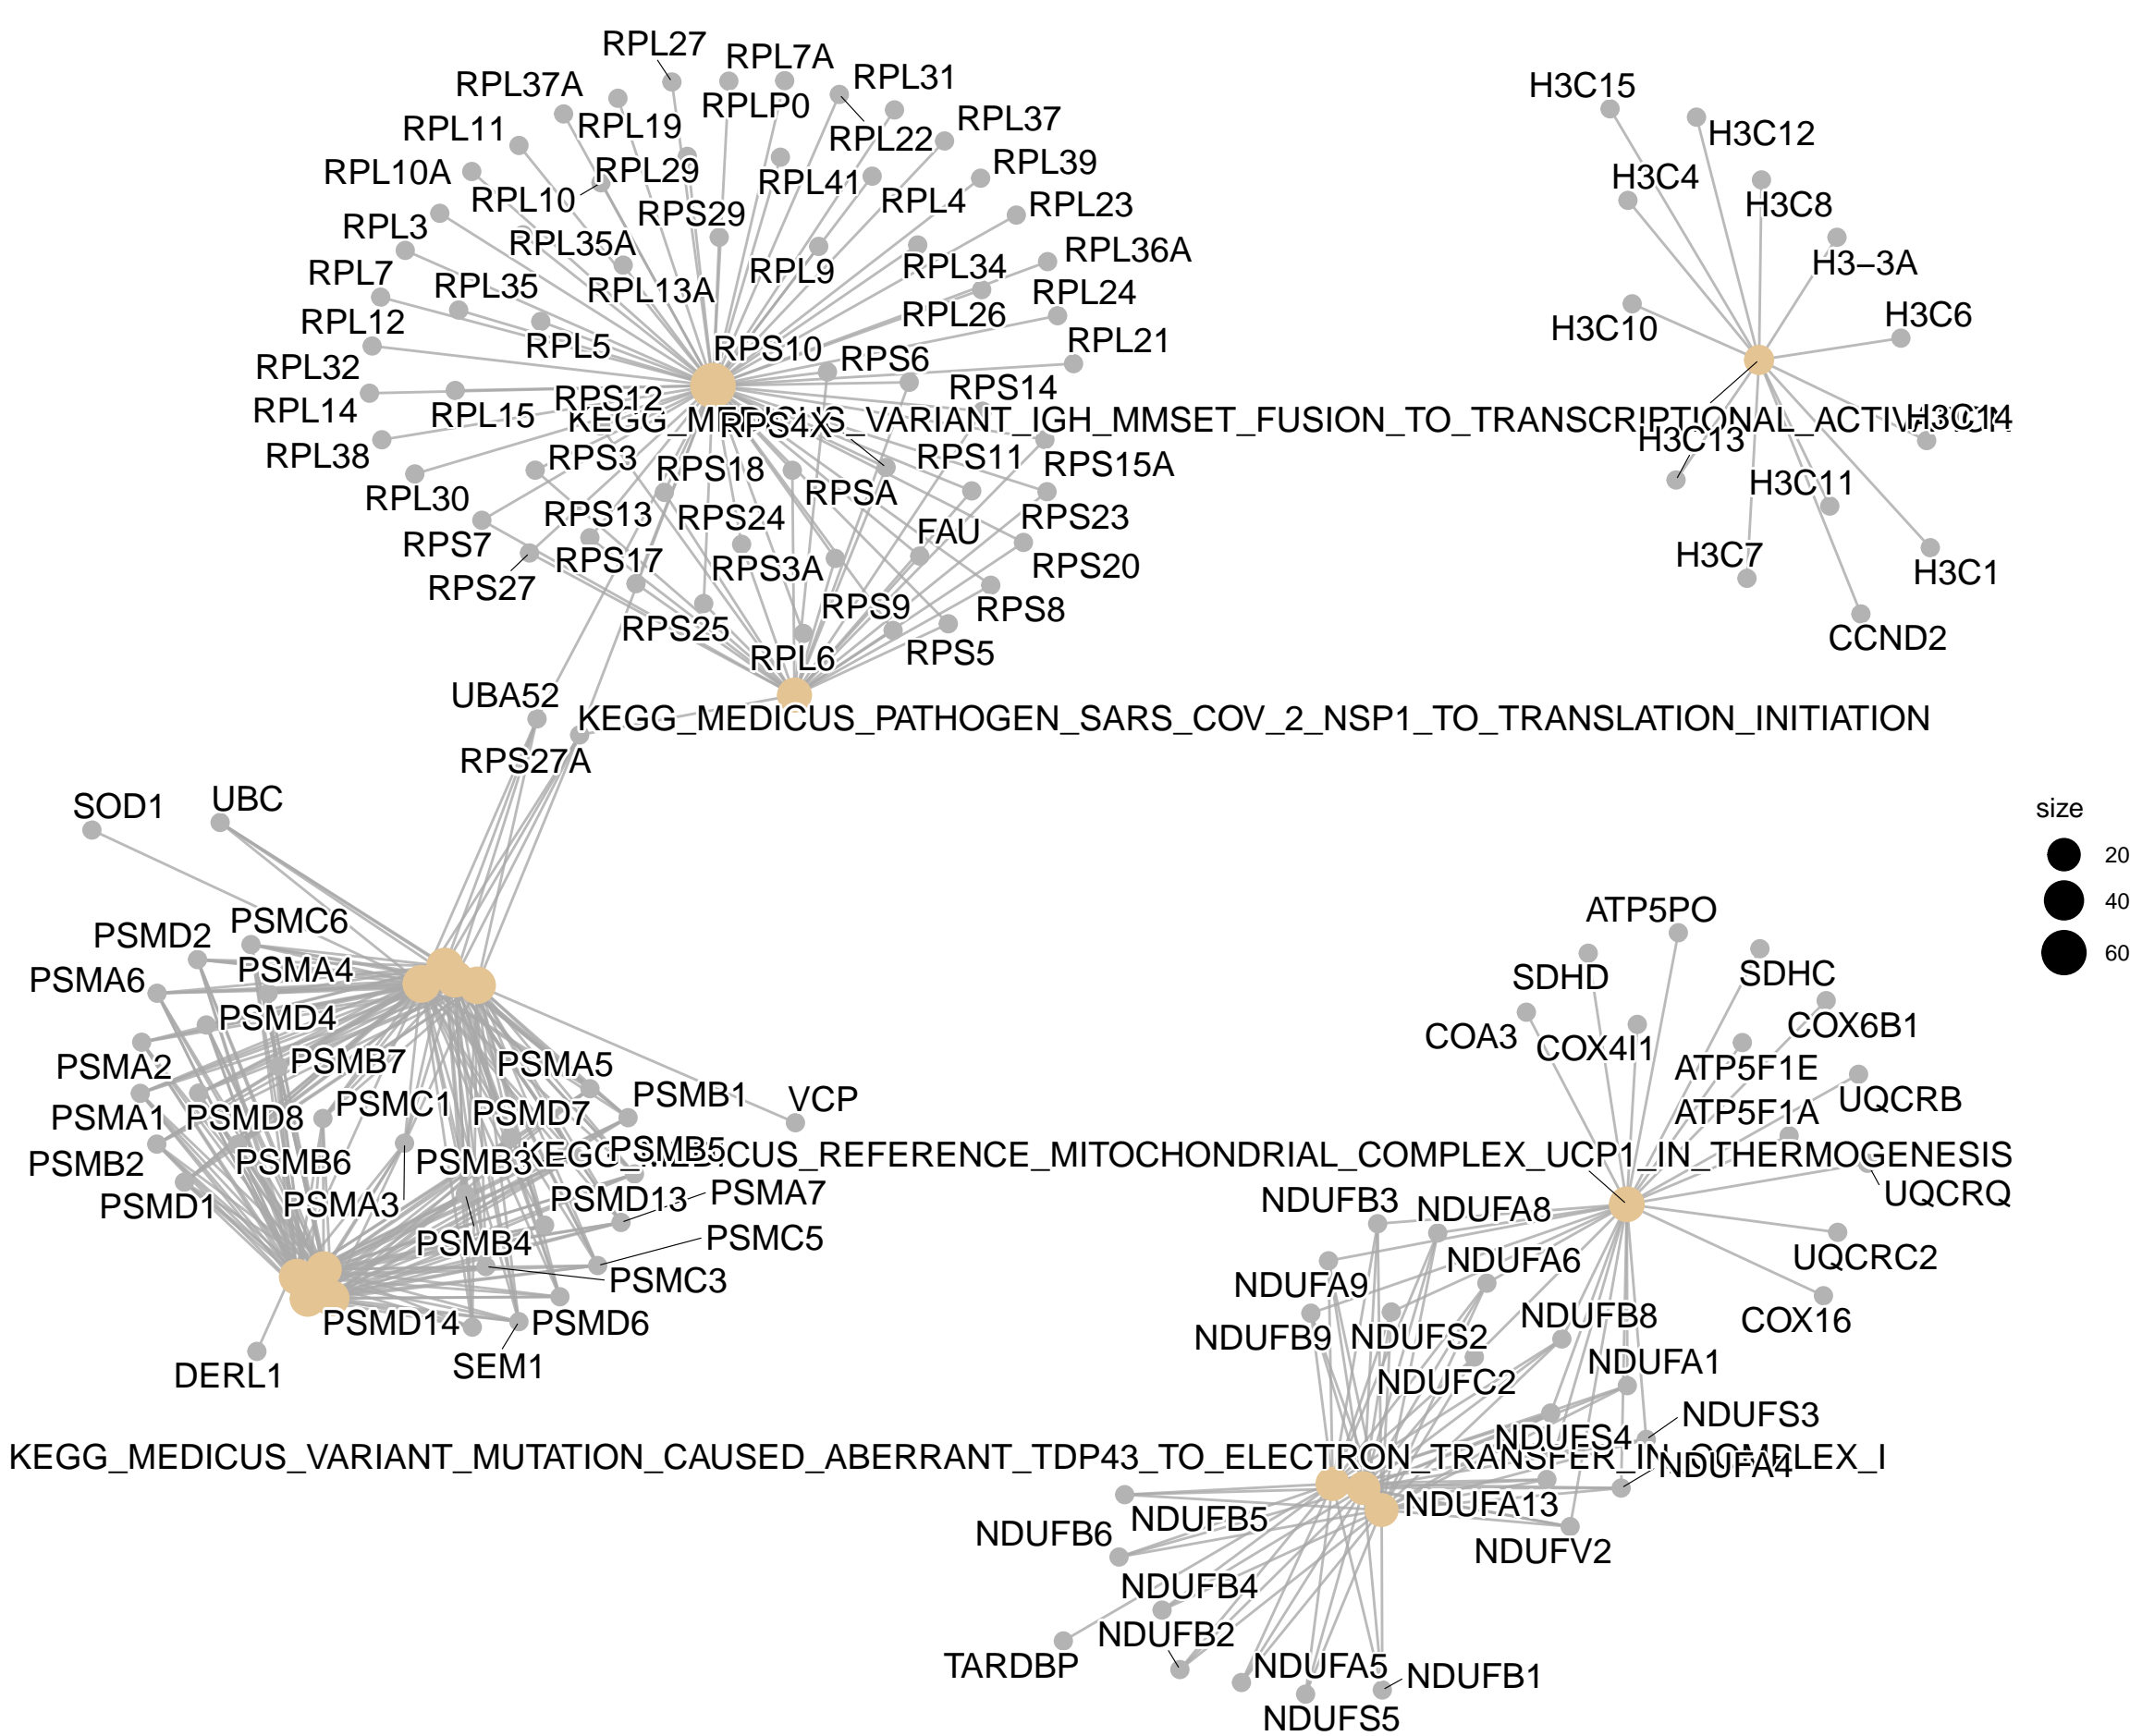 RPL27
RPL7A
RPL37A
RPL31
RPLP0
RPL11
RPL19
RPL22
RPL37
RPL10A
RPL10
RPL29
RPL41
RPL39
RPL3
RPS29
RPL4
RPL23
RPL35A
RPL7
RPL35
RPL13A
RPL9
RPL34
RPL36A
RPL12
RPL5
RPL26
RPL24
RPL32
RPS10
RPS6
RPL21
RPL14
RPL15
RPS12
RPS14
KEGG_MEDICUS_VARIANT_IGH_MMSET_FUSION_TO_TRANSCRIPTIONAL_ACTIVATION
RPS4X
RPL38
RPS3
RPS18
RPS11
RPS15A
RPL30
RPSA
RPS13
RPS24
RPS23
RPS7
RPS17
RPS3A
FAU
RPS20
RPS27
RPS9
RPS8
RPS25
RPL6
RPS5
H3C15
H3C12
H3C4
H3C8
H3–3A
H3C10
H3C6
H3C14
H3C13
H3C11
H3C7
H3C1
CCND2
UBA52
KEGG_MEDICUS_PATHOGEN_SARS_COV_2_NSP1_TO_TRANSLATION_INITIATION
RPS27A
SOD1
UBC
size
20
40
60
PSMC6
PSMD2
PSMA4
PSMA6
PSMD4
PSMA2
PSMB7
PSMA5
PSMA1
PSMD8
PSMC1
PSMD7
PSMB1
VCP
PSMB2
PSMB6
PSMB3
PSMB5
KEGG_MEDICUS_REFERENCE_MITOCHONDRIAL_COMPLEX_UCP1_IN_THERMOGENESIS
PSMD1
PSMA3
PSMD13
PSMA7
PSMB4
PSMC5
PSMC3
PSMD14
PSMD6
SEM1
DERL1
ATP5PO
SDHD
SDHC
COA3
COX4I1
COX6B1
ATP5F1E
UQCRB
ATP5F1A
UQCRQ
NDUFB3
NDUFA8
UQCRC2
NDUFA9
NDUFA6
COX16
NDUFB9
NDUFS2
NDUFB8
NDUFC2
NDUFA1
NDUFS3
NDUFS4
KEGG_MEDICUS_VARIANT_MUTATION_CAUSED_ABERRANT_TDP43_TO_ELECTRON_TRANSFER_IN_COMPLEX_I
NDUFA4
NDUFA13
NDUFB5
NDUFB6
NDUFV2
NDUFB4
NDUFB2
TARDBP
NDUFA5
NDUFB1
NDUFS5